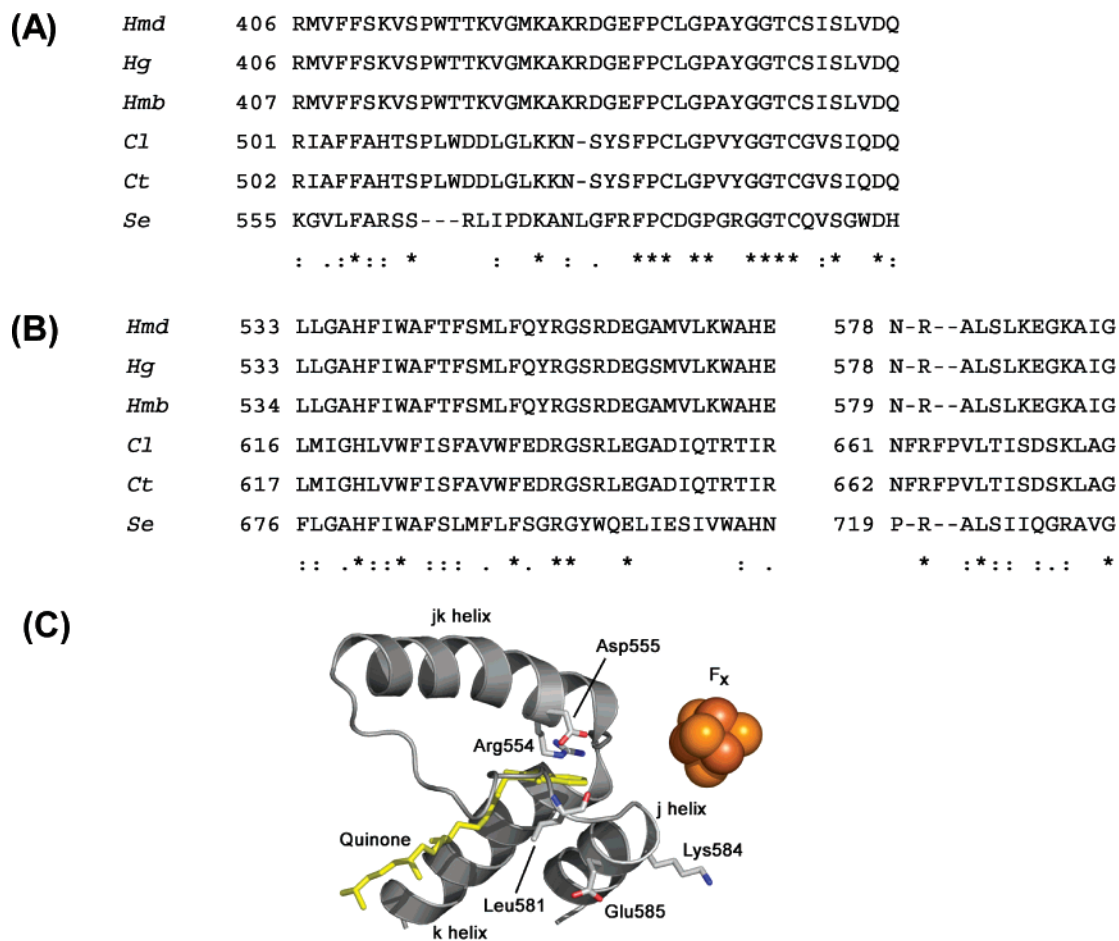 (A)
Hmd 406 RMVFFSKVSPWTTKVGMKAKRDGEFPCLGPAYGGTCSISLVDQ
Hg 406 RMVFFSKVSPWTTKVGMKAKRDGEFPCLGPAYGGTCSISLVDQ
Hmb 407 RMVFFSKVSPWTTKVGMKAKRDGEFPCLGPAYGGTCSISLVDQ
Cl 501 RIAFFAHTSPLWDDLGLKKN-SYSFPCLGPVYGGTCGVSIQDQ
Ct 502 RIAFFAHTSPLWDDLGLKKN-SYSFPCLGPVYGGTCGVSIQDQ
Se 555 KGVLFARSS---RLIPDKANLGFRFPCDGPGRGGTCQVSGWDH
: .:*:: * : * : . *** ** **** :* *:
(B)
Hmd 533 LLGAHFIWAFTFSMLFQYRGSRDEGAMVLKWAHE 578 N-R--ALSLKEGKAIG
Hg 533 LLGAHFIWAFTFSMLFQYRGSRDEGSMVLKWAHE 578 N-R--ALSLKEGKAIG
Hmb 534 LLGAHFIWAFTFSMLFQYRGSRDEGAMVLKWAHE 579 N-R--ALSLKEGKAIG
Cl 616 LMIGHLVWFISFAVWFEDRGSRLEGADIQTRTIR 661 NFRFPVLTISDSKLAG
Ct 617 LMIGHLVWFISFAVWFEDRGSRLEGADIQTRTIR 662 NFRFPVLTISDSKLAG
Se 676 FLGAHFIWAFSLMFLFSGRGYWQELIESIVWAHN 719 P-R--ALSIIQGRAVG
:: .*::* ::: . *. ** * : . * :*:: :.: *
(C)
jk helix
Asp555
Fx
Arg554
j helix
Quinone
Lys584
Leu581
Glu585
k helix